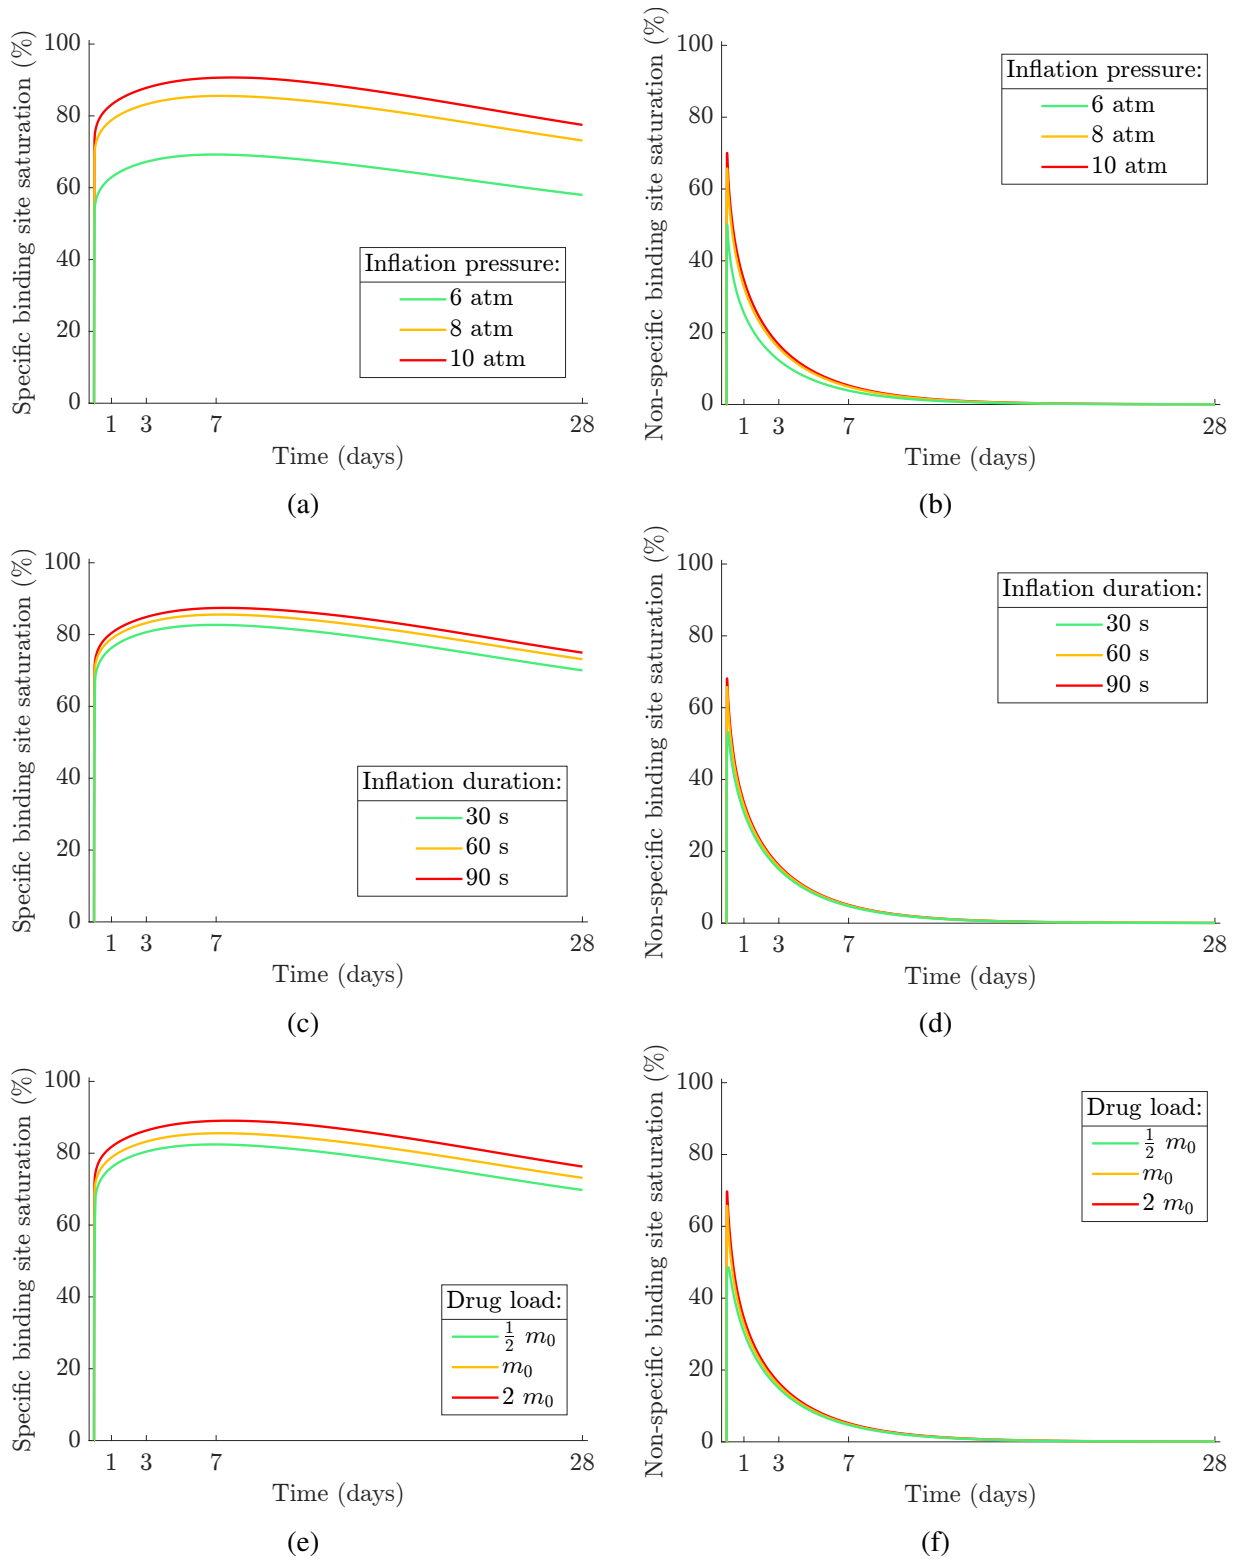 Specific binding site saturation (%)
100
80
60
40
20
0
1 3 7 28
Time (days)
Inflation pressure:
6 atm
8 atm
10 atm
(a)
Non-specific binding site saturation (%)
100
80
60
40
20
0
1 3 7 28
Time (days)
Inflation pressure:
6 atm
8 atm
10 atm
(b)
Specific binding site saturation (%)
100
80
60
40
20
0
1 3 7 28
Time (days)
Inflation duration:
30 s
60 s
90 s
(c)
Non-specific binding site saturation (%)
100
80
60
40
20
0
1 3 7 28
Time (days)
Inflation duration:
30 s
60 s
90 s
(d)
Specific binding site saturation (%)
100
80
60
40
20
0
1 3 7 28
Time (days)
Drug load:
½ m₀
m₀
2 m₀
(e)
Non-specific binding site saturation (%)
100
80
60
40
20
0
1 3 7 28
Time (days)
Drug load:
½ m₀
m₀
2 m₀
(f)